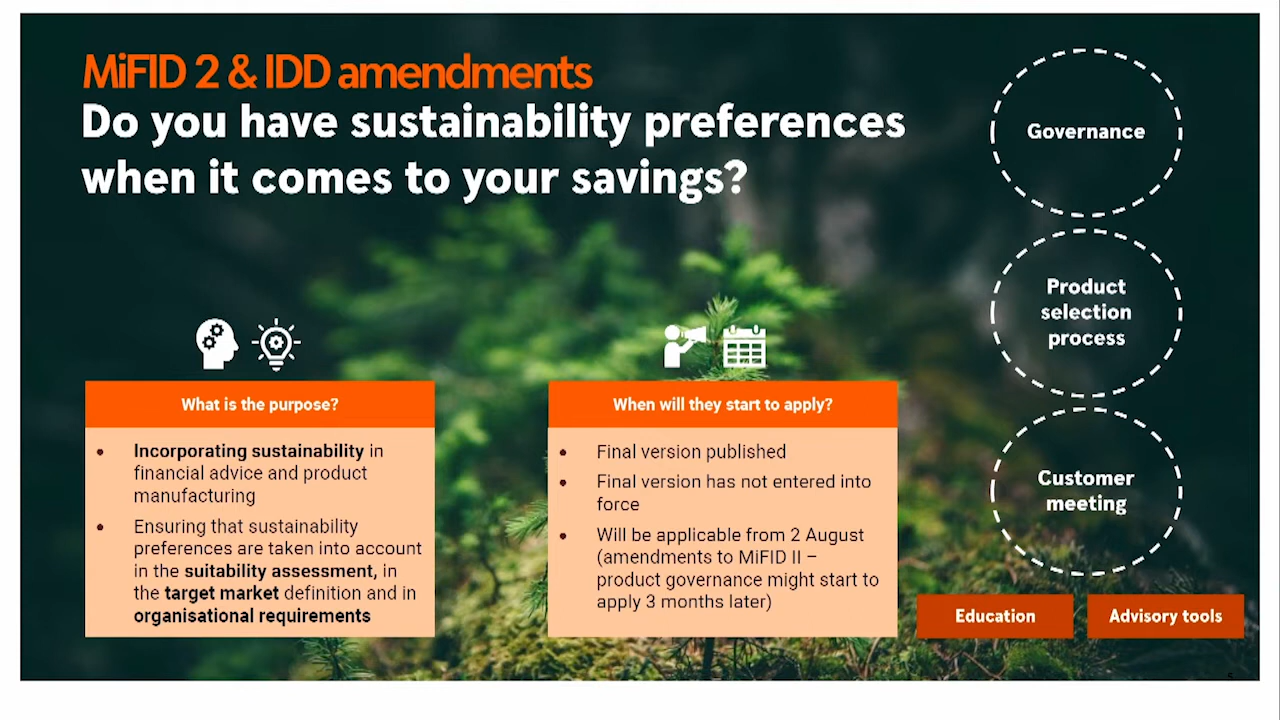 MiFID 2 & IDD amendments
Do you have sustainability preferences
when it comes to your savings?
What is the purpose?
• Incorporating sustainability in
financial advice and product
manufacturing
• Ensuring that sustainability
preferences are taken into account
in the suitability assessment, in
the target market definition and in
organisational requirements
When will they start to apply?
• Final version published
• Final version has not entered into
force
• Will be applicable from 2 August
(amendments to MiFID II –
product governance might start to
apply 3 months later)
Governance
Product
selection
process
Customer
meeting
Education
Advisory tools